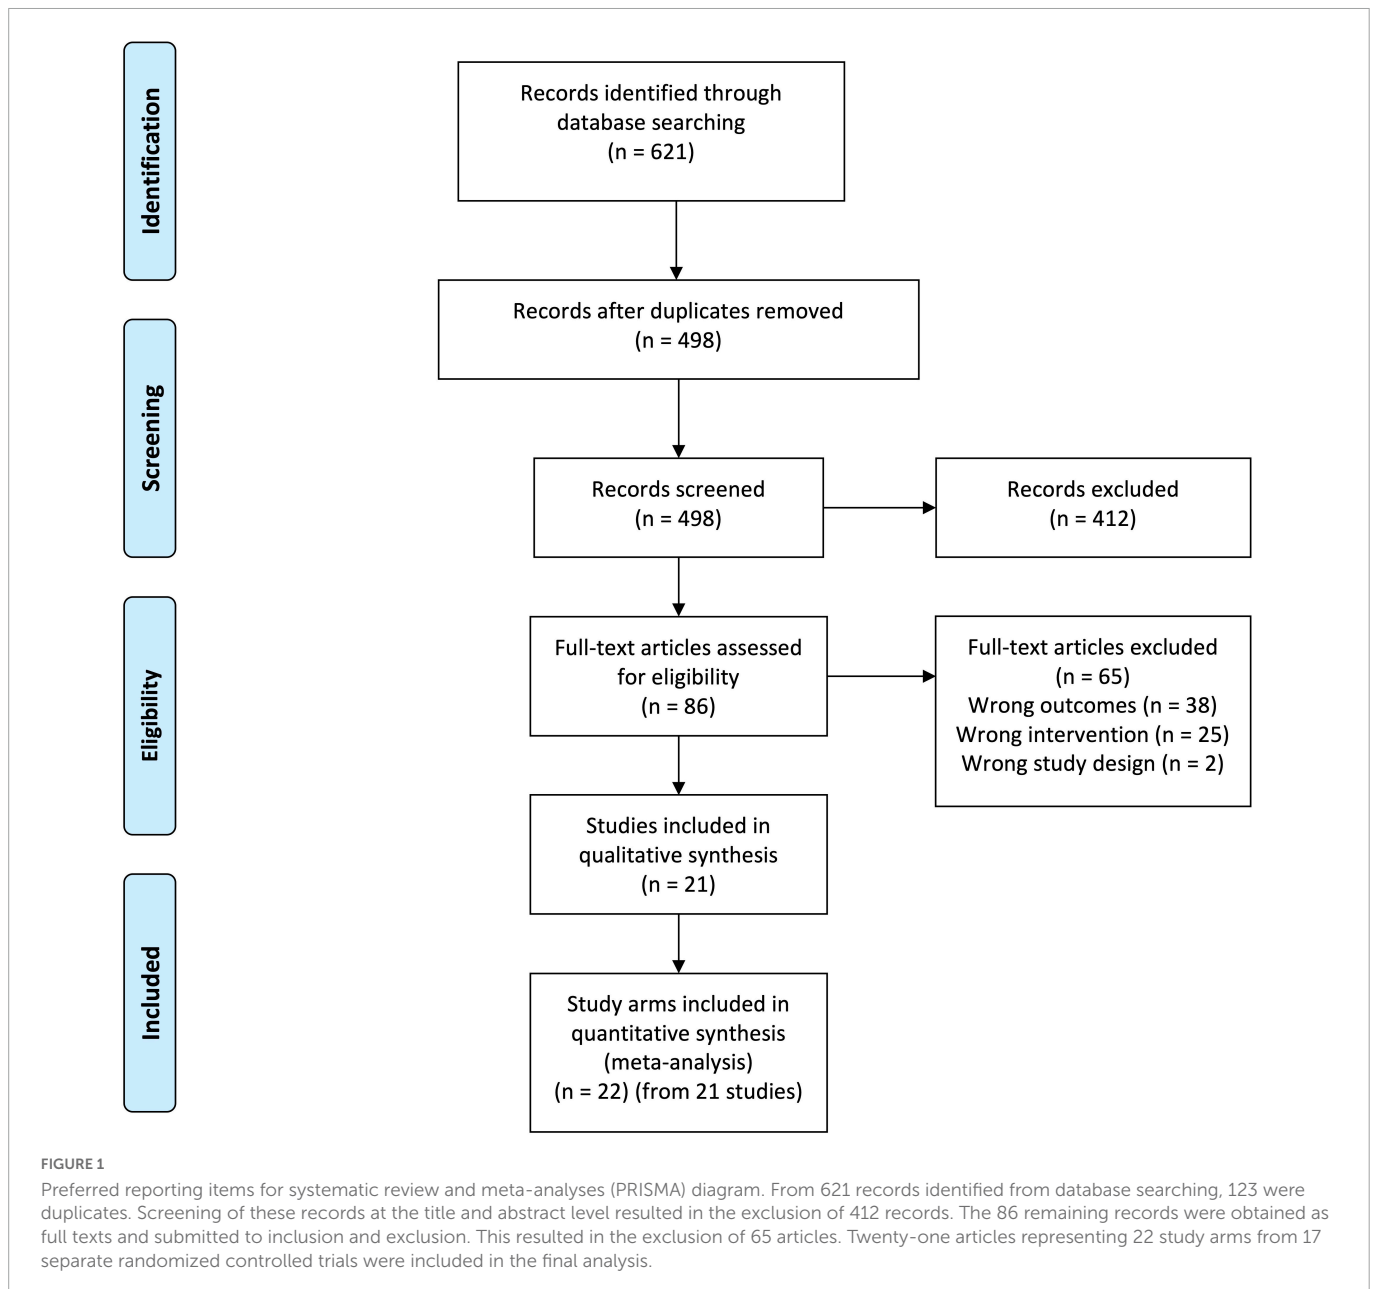 Identification
Records identified through
database searching
(n = 621)
Records after duplicates removed
(n = 498)
Screening
Records screened
(n = 498)
Records excluded
(n = 412)
Eligibility
Full-text articles assessed
for eligibility
(n = 86)
Full-text articles excluded
(n = 65)
Wrong outcomes (n = 38)
Wrong intervention (n = 25)
Wrong study design (n = 2)
Studies included in
qualitative synthesis
(n = 21)
Included
Study arms included in
quantitative synthesis
(meta-analysis)
(n = 22) (from 21 studies)
FIGURE 1
Preferred reporting items for systematic review and meta-analyses (PRISMA) diagram. From 621 records identified from database searching, 123 were
duplicates. Screening of these records at the title and abstract level resulted in the exclusion of 412 records. The 86 remaining records were obtained as
full texts and submitted to inclusion and exclusion. This resulted in the exclusion of 65 articles. Twenty-one articles representing 22 study arms from 17
separate randomized controlled trials were included in the final analysis.